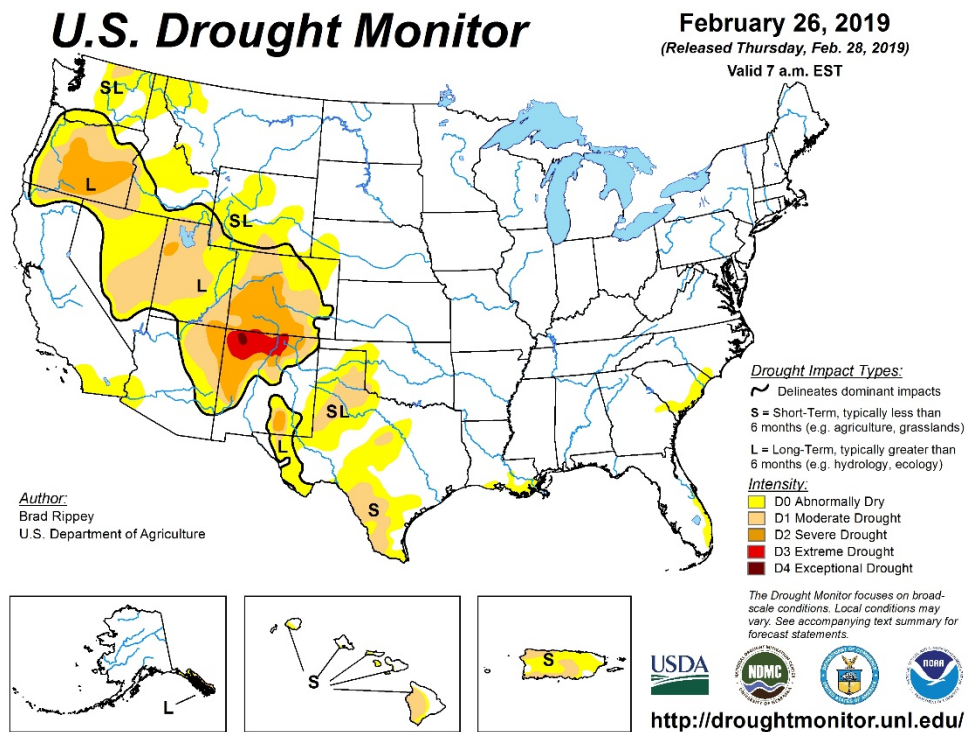 U.S. Drought Monitor
February 26, 2019
(Released Thursday, Feb. 28, 2019)
Valid 7 a.m. EST
SL
L
SL
L
SL
L
S
Drought Impact Types:
Delineates dominant impacts
S = Short-Term, typically less than
6 months (e.g. agriculture, grasslands)
L = Long-Term, typically greater than
6 months (e.g. hydrology, ecology)
Intensity:
D0 Abnormally Dry
D1 Moderate Drought
D2 Severe Drought
D3 Extreme Drought
D4 Exceptional Drought
Author:
Brad Rippey
U.S. Department of Agriculture
The Drought Monitor focuses on broad-
scale conditions. Local conditions may
vary. See accompanying text summary for
forecast statements.
L
S
S
USDA
NDMC
NOAA
http://droughtmonitor.unl.edu/